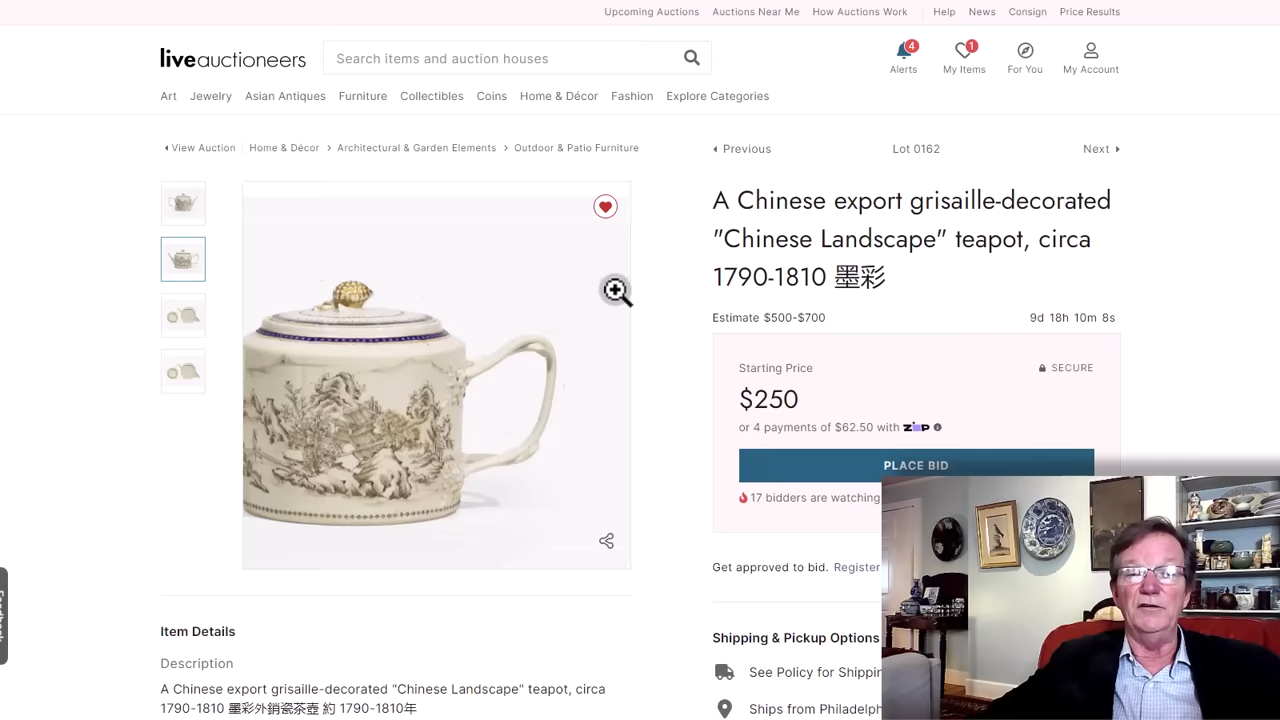 Upcoming Auctions Auctions Near Me How Auctions Work Help News Consign Price Results
liveauctioneers
Search items and auction houses
4
1
Alerts My Items For You My Account
Art Jewelry Asian Antiques Furniture Collectibles Coins Home & Décor Fashion Explore Categories
View Auction Home & Décor > Architectural & Garden Elements > Outdoor & Patio Furniture
Previous Lot 0162 Next
A Chinese export grisaille-decorated
"Chinese Landscape" teapot, circa
1790-1810 墨彩
Estimate $500-$700 9d 18h 10m 8s
Starting Price SECURE
$250
or 4 payments of $62.50 with ZIP
PLACE BID
17 bidders are watching
Get approved to bid. Register
Item Details
Description
A Chinese export grisaille-decorated "Chinese Landscape" teapot, circa
1790-1810 墨彩外銷瓷茶壺 約 1790-1810年
Shipping & Pickup Options
See Policy for Shippin
Ships from Philadelph